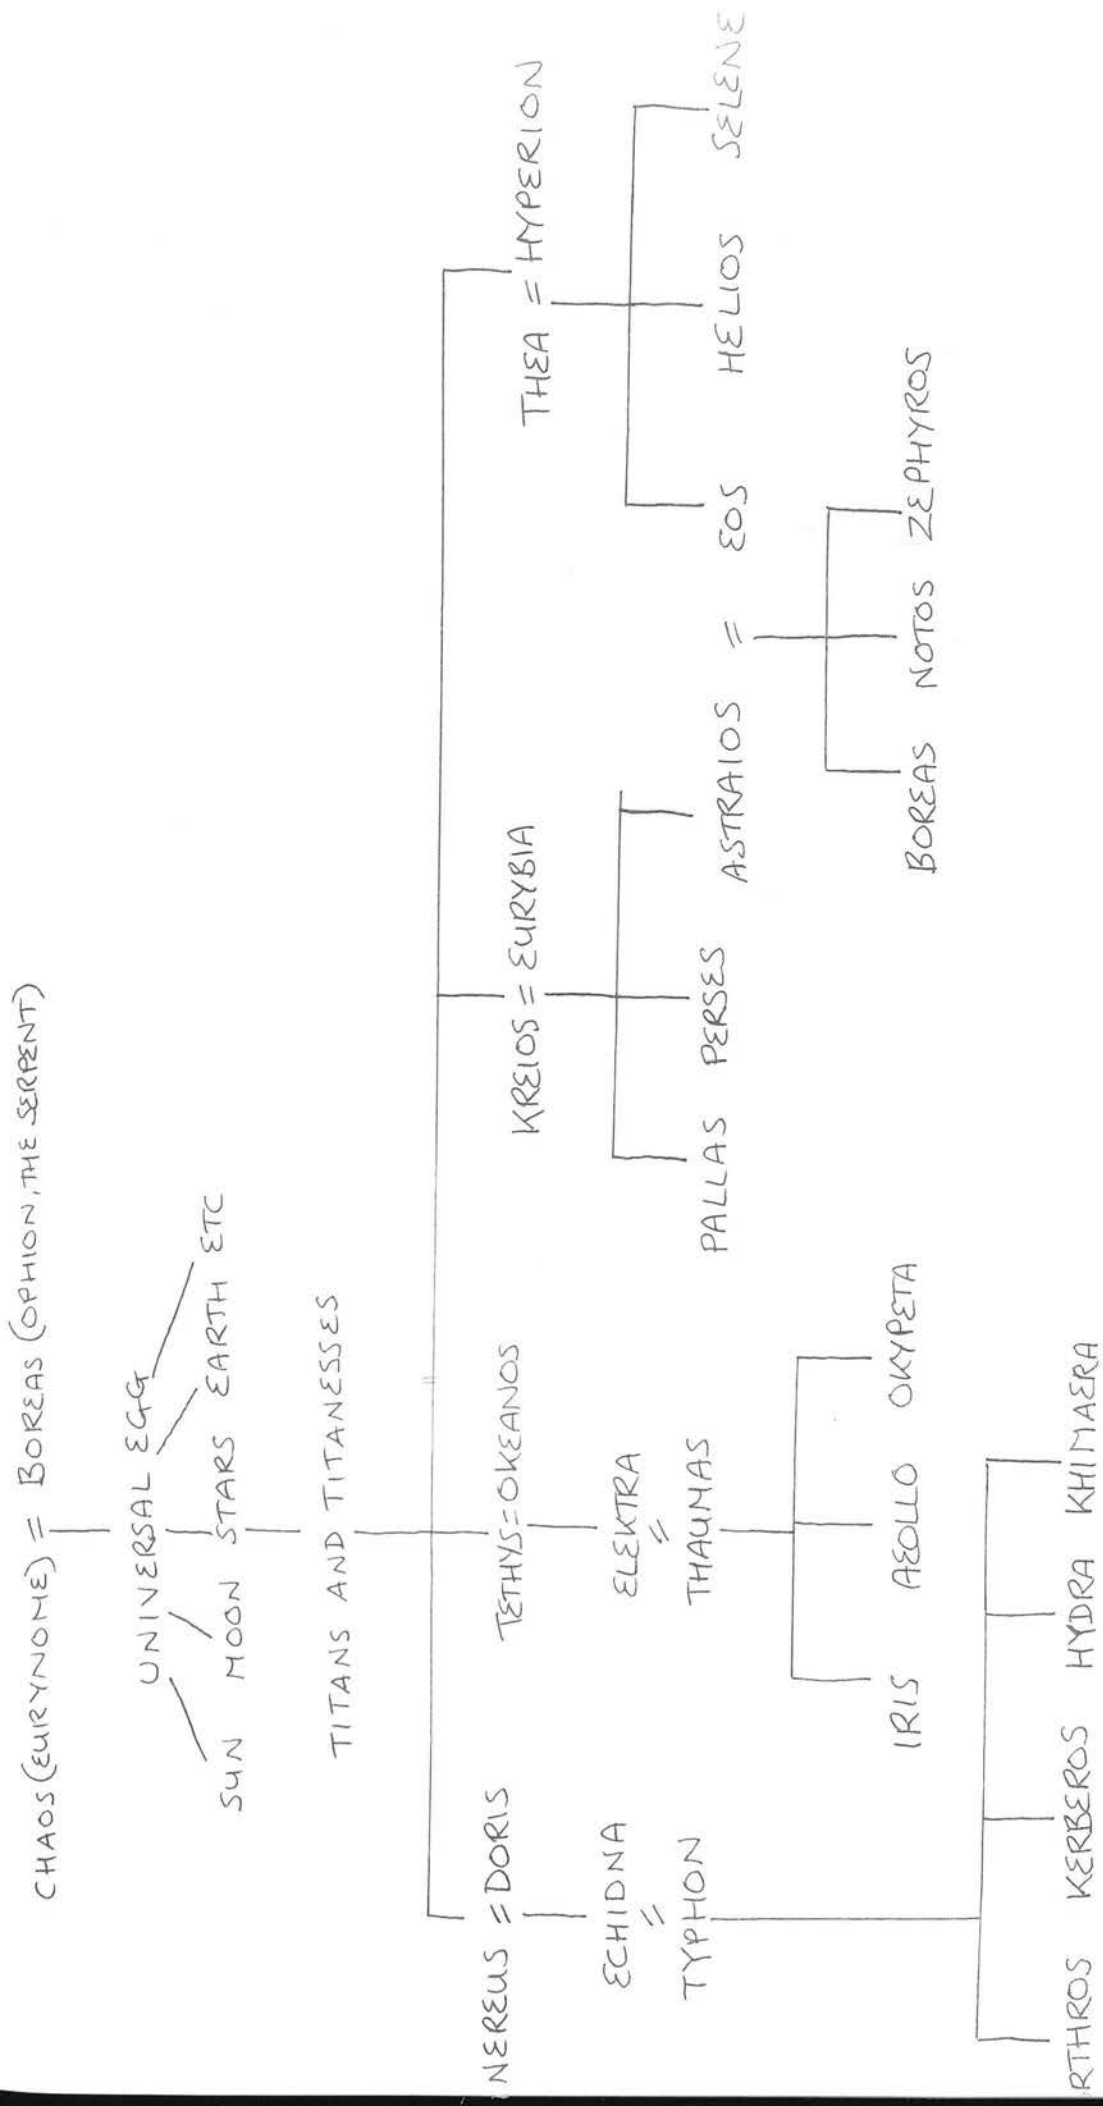 CHAOS (EURYNOME) = BOREAS (OPHION, THE SERPENT)
UNIVERSAL EGG
SUN MOON STARS EARTH ETC
TITANS AND TITANESSES
NEREUS = DORIS TETHYS = OKEANOS KREIOS = EURYBIA THEA = HYPERION
ECHIDNA ELEKTRA
= =
TYPHON THAUMAS PALLAS PERSES ASTRAIOS = EOS HELIOS SELENE
IRIS AEOLLO OKYPETA BOREAS NOTOS ZEPHYROS
RTHROS KERBEROS HYDRA KHIMAERA